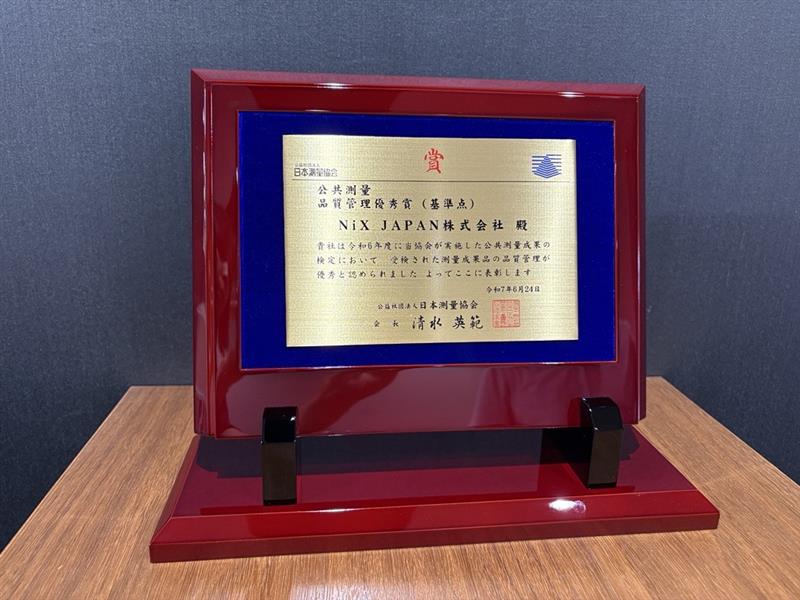 賞
公益社団法人
日本測量協会
公共測量
品質管理優秀賞（基準点）
NiX JAPAN株式会社 殿
貴社は令和6年度に当協会が実施した公共測量成果の
検定において 受検された測量成果品の品質管理が
優秀と認められました よってここに表彰します
令和7年6月24日
公益社団法人 日本測量協会
会長 清水 英範